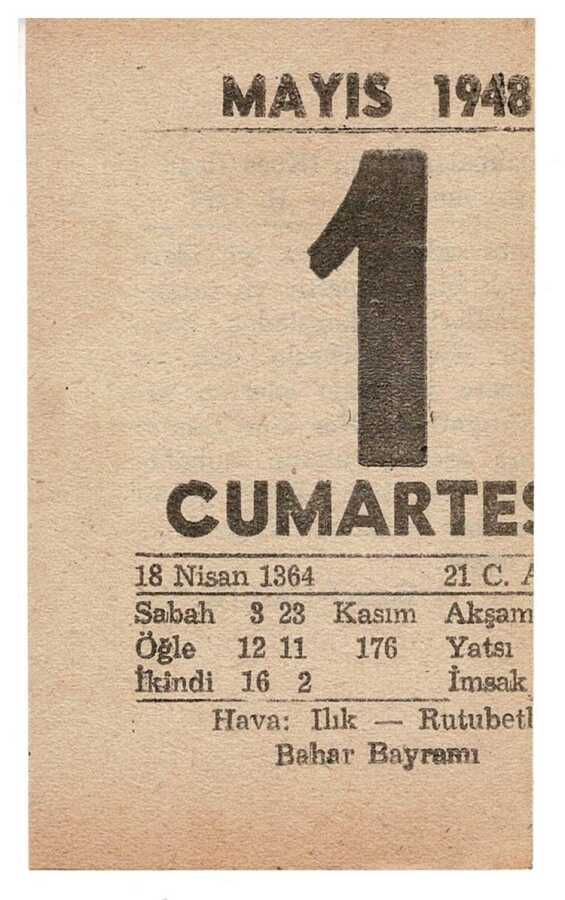 MAYIS 1948
1
CUMARTES
18 Nisan 1364 21 C. A
Sabah 3 23 Kasım Akşam
Öğle 12 11 176 Yatsı
İkindi 16 2 İmsak
Hava: Ilık — Rutubetl
Bahar Bayramı